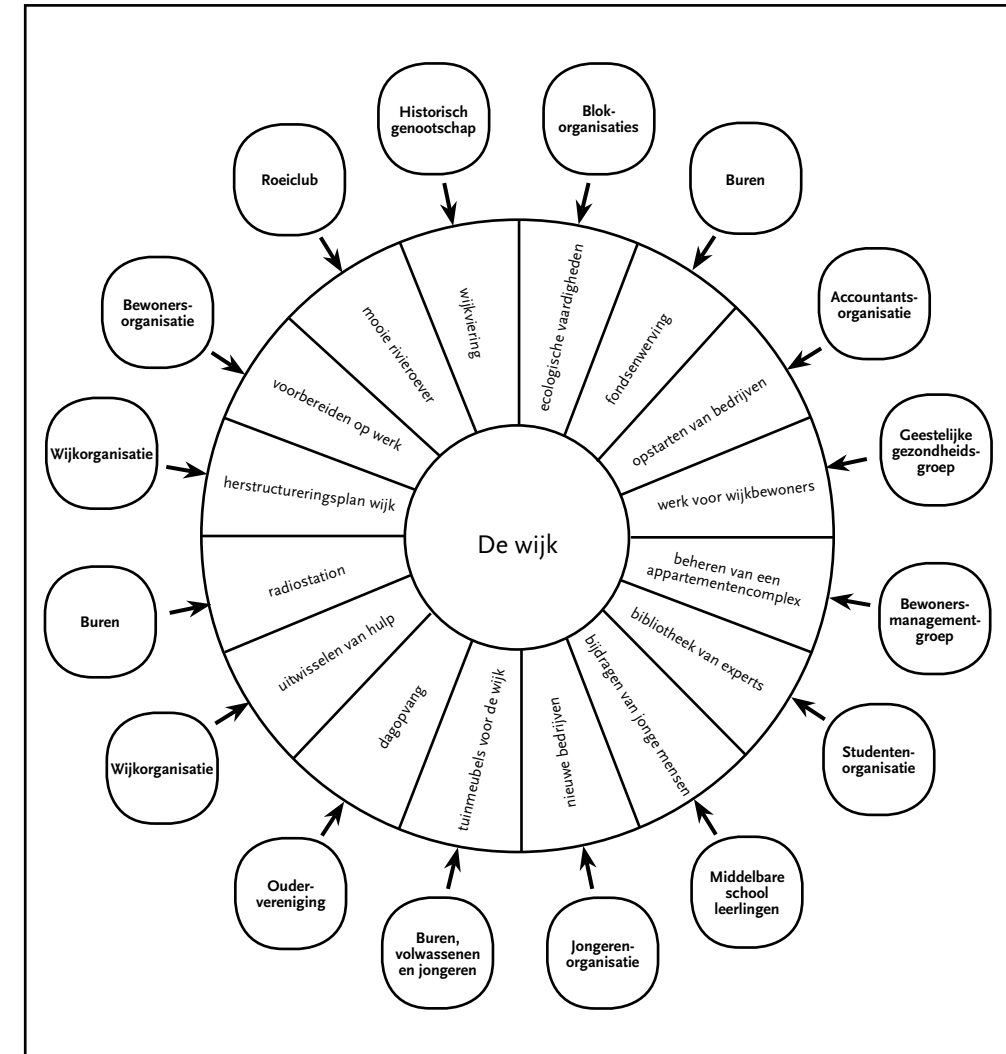 Historisch
genootschap
Blok-
organisaties
Roeiclub
Buren
Bewoners-
organisatie
Accountants-
organisatie
Wijkorganisatie
Geestelijke
gezondheids-
groep
Buren
Bewoners-
management-
groep
Wijkorganisatie
Studenten-
organisatie
Ouder-
vereniging
Middelbare
school
leerlingen
Buren,
volwassenen
en jongeren
Jongeren-
organisatie
wijkviering
ecologische vaardigheden
fondsenwerving
opstarten van bedrijven
werk voor wijkbewoners
beheren van een
appartementencomplex
bibliotheek van experts
bijdragen van jonge mensen
nieuwe bedrijven
tuinmeubels voor de wijk
dagopvang
uitwisselen van hulp
radiostation
herstructureringsplan wijk
voorbereiden op werk
mooie rivieroever
De wijk